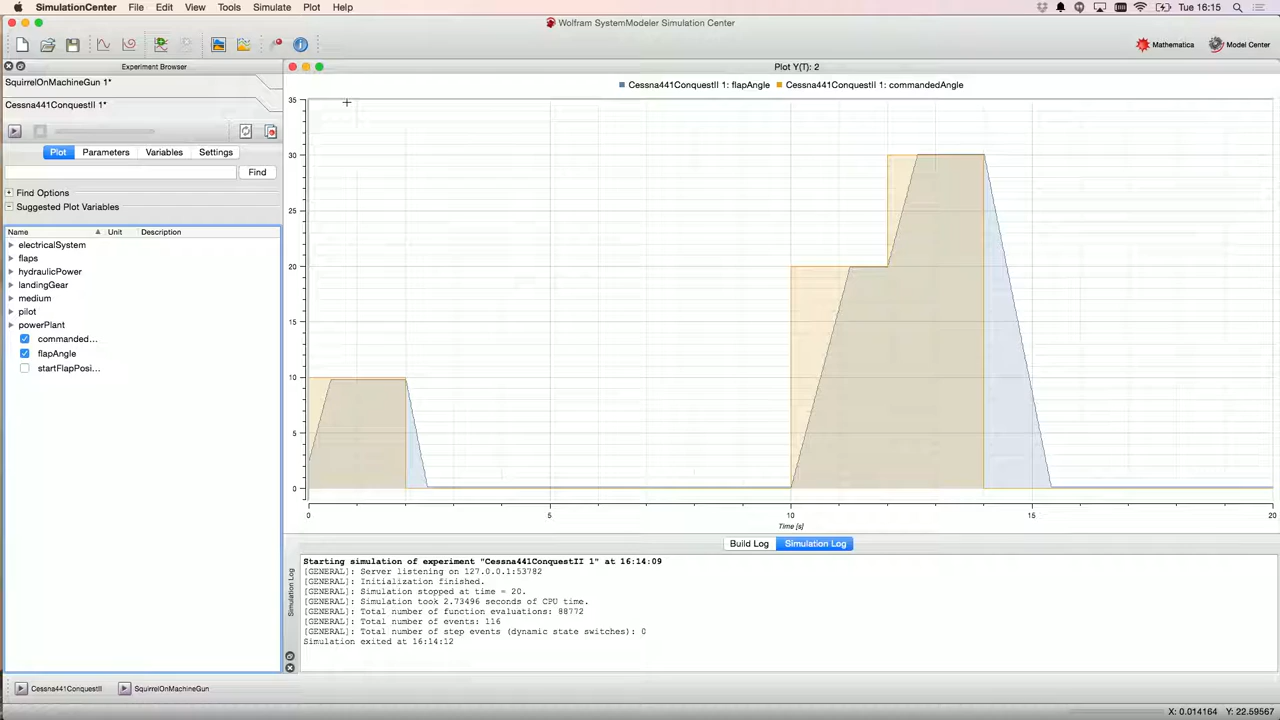 SimulationCenter File Edit View Tools Simulate Plot Help Tue 16:15
Wolfram SystemModeler Simulation Center
Mathematica Model Center
Experiment Browser
Plot Y(T): 2
SquirrelOnMachineGun 1*
Cessna441ConquestII 1*
Cessna441ConquestII 1: flapAngle Cessna441ConquestII 1: commandedAngle
Plot Parameters Variables Settings
Find
Find Options
Suggested Plot Variables
Name Unit Description
electricalSystem
flaps
hydraulicPower
landingGear
medium
pilot
powerPlant
commanded...
flapAngle
startFlapPosi...
35
30
25
20
15
10
5
0
0 5 10 15 20
Time [s]
Build Log Simulation Log
Simulation Log
Starting simulation of experiment "Cessna441ConquestII 1" at 16:14:09
[GENERAL]: Server listening on 127.0.0.1:53782
[GENERAL]: Initialization finished.
[GENERAL]: Simulation stopped at time = 20.
[GENERAL]: Simulation took 2.73496 seconds of CPU time.
[GENERAL]: Total number of function evaluations: 88772
[GENERAL]: Total number of events: 116
[GENERAL]: Total number of step events (dynamic state switches): 0
Simulation exited at 16:14:12
Cessna441ConquestII SquirrelOnMachineGun
X: 0.014164 Y: 22.59567